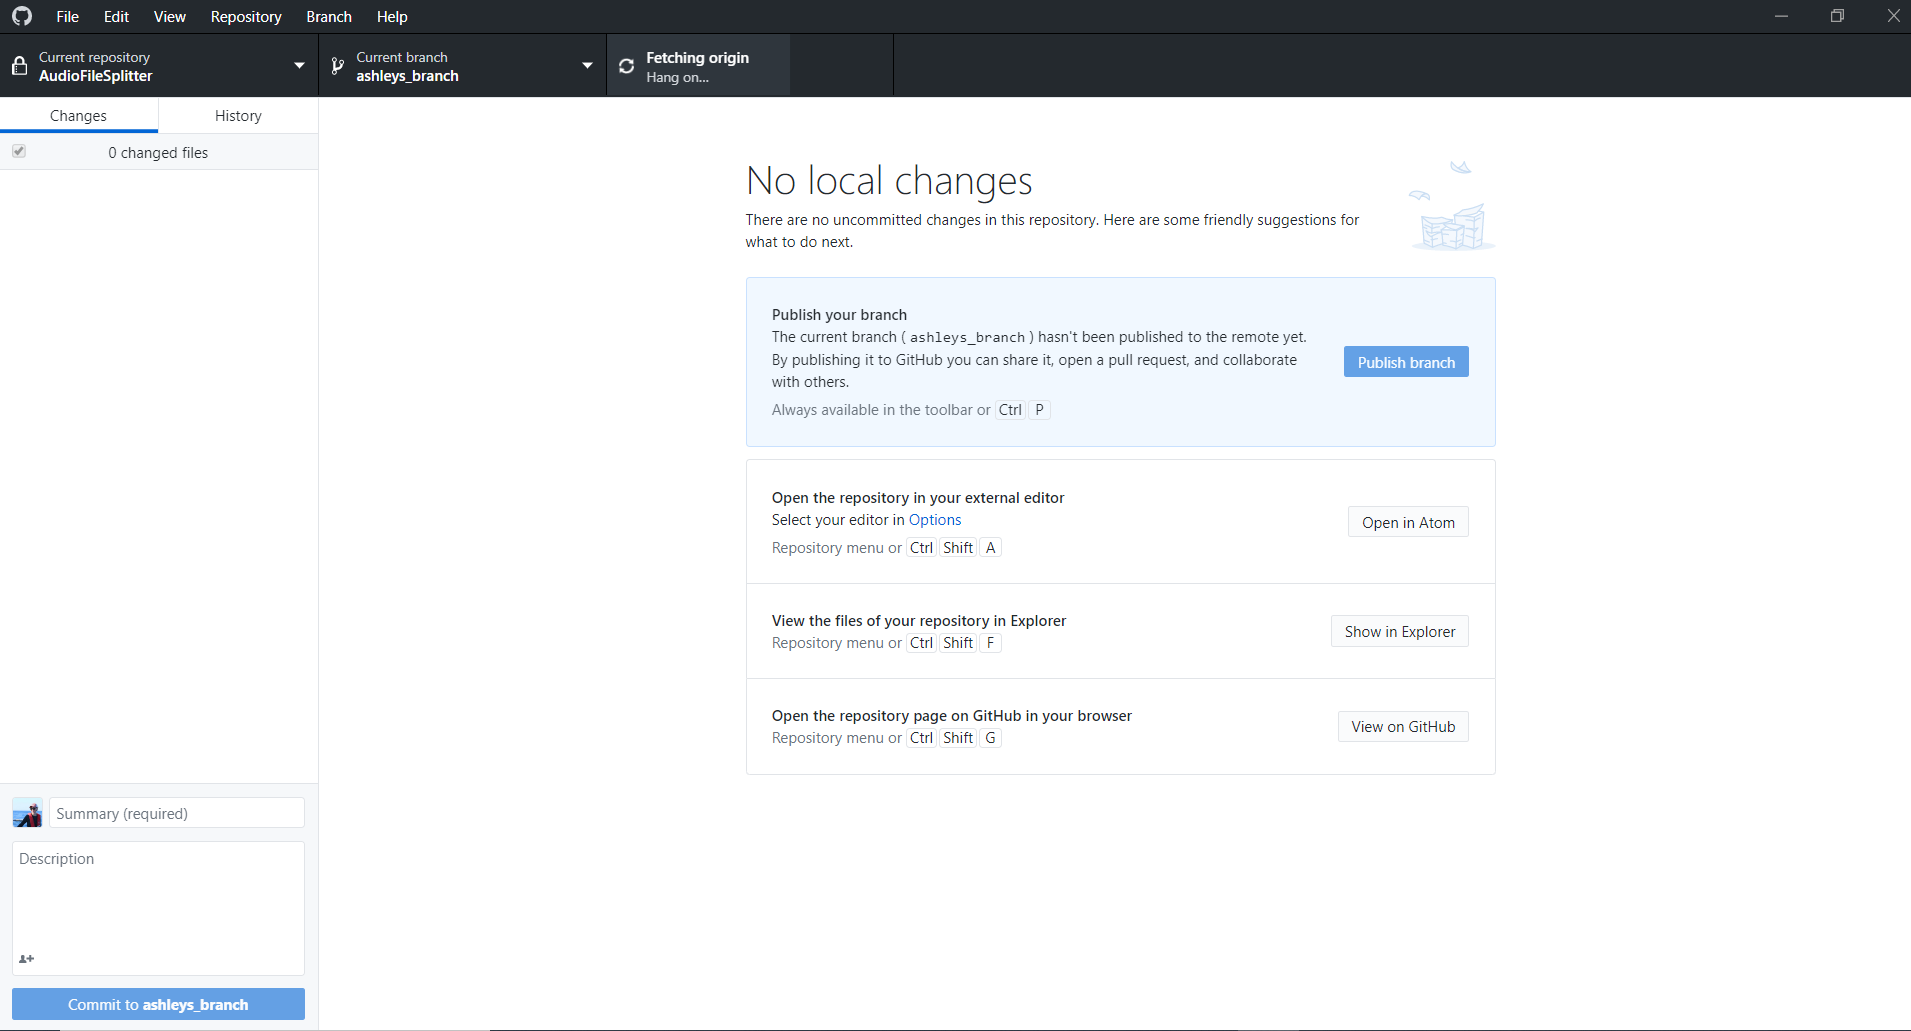 File Edit View Repository Branch Help
Current repository
AudioFileSplitter
Current branch
ashleys_branch
Fetching origin
Hang on...
Changes History
0 changed files
No local changes
There are no uncommitted changes in this repository. Here are some friendly suggestions for
what to do next.
Publish your branch
The current branch ( ashleys_branch ) hasn't been published to the remote yet.
By publishing it to GitHub you can share it, open a pull request, and collaborate
with others.
Always available in the toolbar or Ctrl P
Publish branch
Open the repository in your external editor
Select your editor in Options
Repository menu or Ctrl Shift A
Open in Atom
View the files of your repository in Explorer
Repository menu or Ctrl Shift F
Show in Explorer
Open the repository page on GitHub in your browser
Repository menu or Ctrl Shift G
View on GitHub
Summary (required)
Description
Commit to ashleys_branch